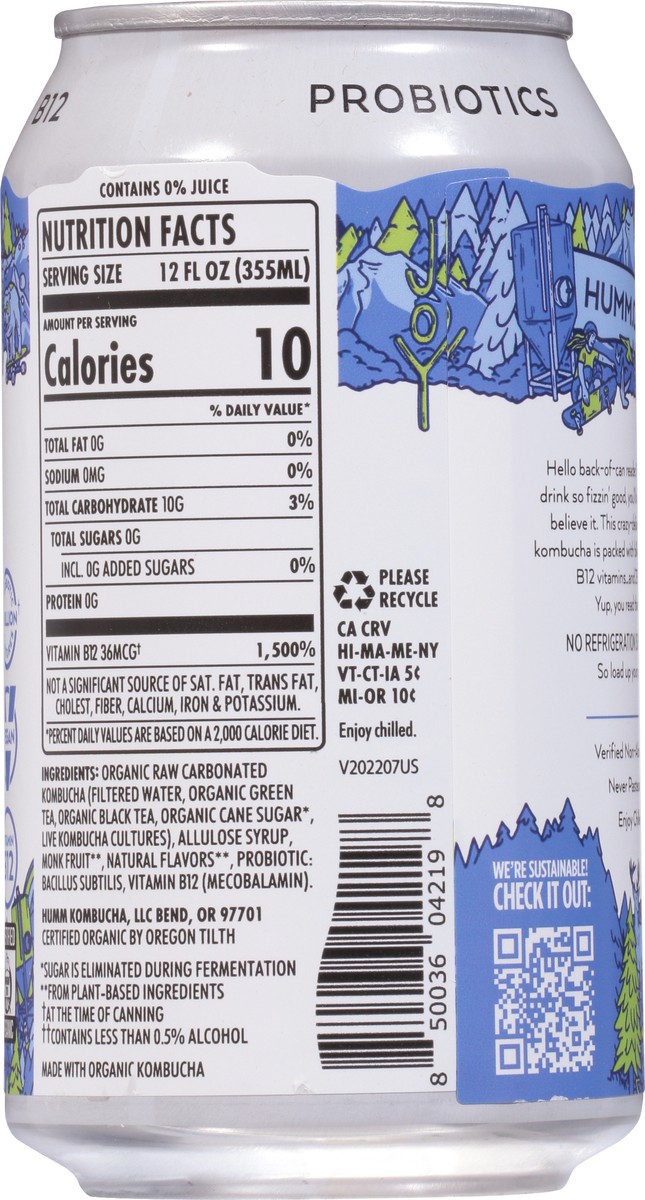 B12
PROBIOTICS
CONTAINS 0% JUICE
NUTRITION FACTS
SERVING SIZE 12 FL OZ (355ML)
AMOUNT PER SERVING
Calories 10
% DAILY VALUE*
TOTAL FAT 0G 0%
SODIUM 0MG 0%
TOTAL CARBOHYDRATE 10G 3%
TOTAL SUGARS 0G
INCL. 0G ADDED SUGARS 0%
PROTEIN 0G
VITAMIN B12 36MCG† 1,500%
NOT A SIGNIFICANT SOURCE OF SAT. FAT, TRANS FAT,
CHOLEST, FIBER, CALCIUM, IRON & POTASSIUM.
*PERCENT DAILY VALUES ARE BASED ON A 2,000 CALORIE DIET.
INGREDIENTS: ORGANIC RAW CARBONATED
KOMBUCHA (FILTERED WATER, ORGANIC GREEN
TEA, ORGANIC BLACK TEA, ORGANIC CANE SUGAR*,
LIVE KOMBUCHA CULTURES), ALLULOSE SYRUP,
MONK FRUIT**, NATURAL FLAVORS**, PROBIOTIC:
BACILLUS SUBTILIS, VITAMIN B12 (MECOBALAMIN).
HUMM KOMBUCHA, LLC BEND, OR 97701
CERTIFIED ORGANIC BY OREGON TILTH
*SUGAR IS ELIMINATED DURING FERMENTATION
**FROM PLANT-BASED INGREDIENTS
†AT THE TIME OF CANNING
††CONTAINS LESS THAN 0.5% ALCOHOL
MADE WITH ORGANIC KOMBUCHA
PLEASE
RECYCLE
CA CRV
HI-MA-ME-NY
VT-CT-IA 5¢
MI-OR 10¢
Enjoy chilled.
V202207US
8 50036 04219 8
JOY
HUMM
Hello back-of-can
drink so fizzin' good,
believe it. This
kombucha is packed
B12 vitamins,
Yup, you
NO REFRIGERATION
So load up
Verified
Never
Enjoy
WE'RE SUSTAINABLE!
CHECK IT OUT: